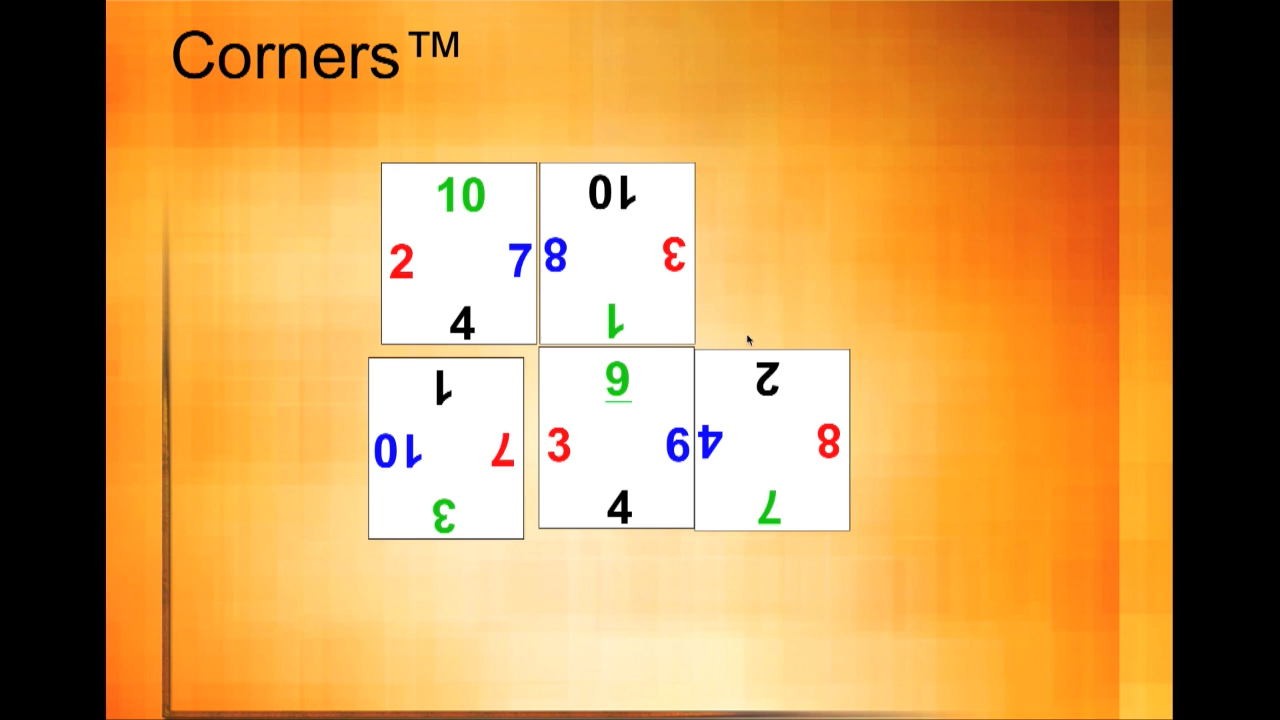 Corners™
10 10
2 7 8 3
4 1
1 6 2
10 7 3 9 4 8
3 4 7